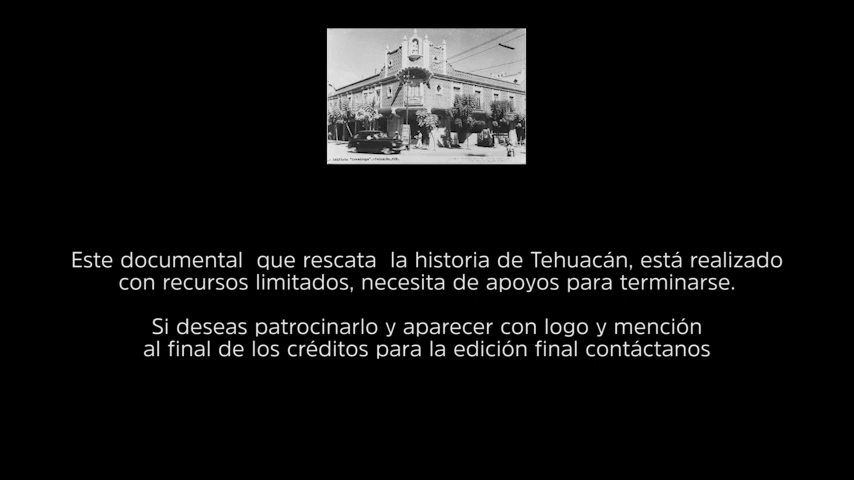 Este documental que rescata la historia de Tehuacán, está realizado
con recursos limitados, necesita de apoyos para terminarse.
Si deseas patrocinarlo y aparecer con logo y mención
al final de los créditos para la edición final contáctanos